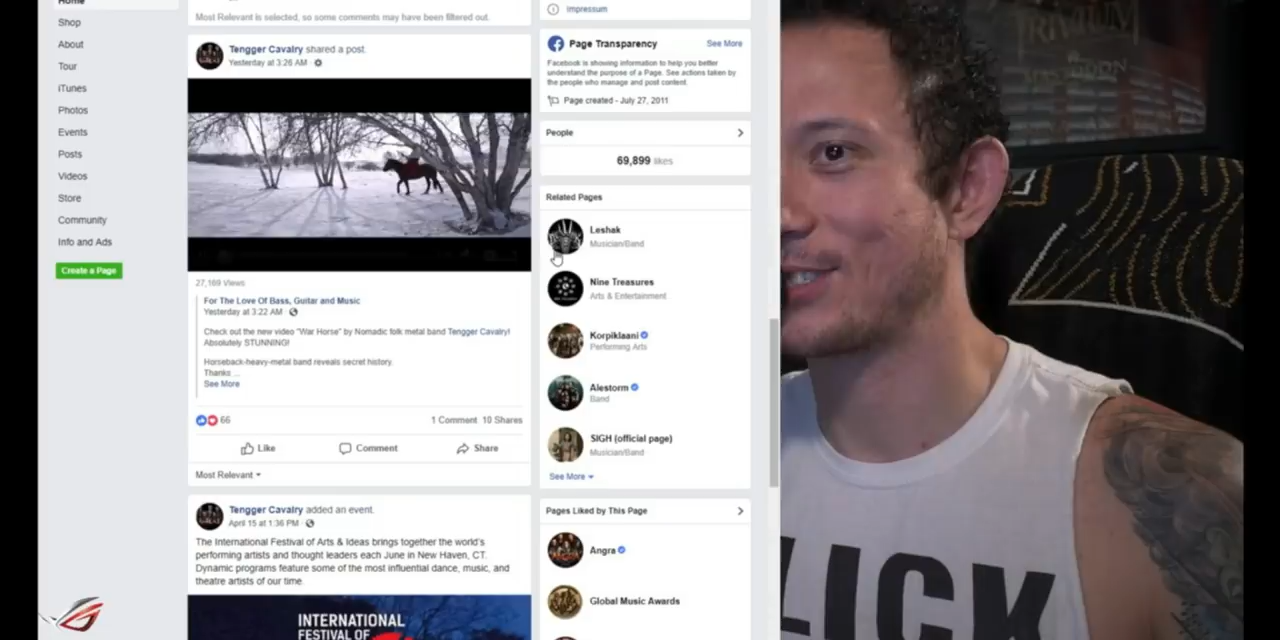 Home
Shop
About
Tour
iTunes
Photos
Events
Posts
Videos
Store
Community
Info and Ads
Create a Page
Most Relevant is selected, so some comments may have been filtered out.
Tengger Cavalry shared a post.
Yesterday at 3:26 AM
27,169 Views
For The Love Of Bass, Guitar and Music
Yesterday at 3:22 AM
Check out the new video "War Horse" by Nomadic folk metal band Tengger Cavalry!
Absolutely STUNNING!
Horseback-heavy-metal band reveals secret history.
Thanks ...
See More
66
1 Comment 10 Shares
Like Comment Share
Most Relevant
Tengger Cavalry added an event.
April 15 at 1:36 PM
The International Festival of Arts & Ideas brings together the world's
performing artists and thought leaders each June in New Haven, CT.
Dynamic programs feature some of the most influential dance, music, and
theatre artists of our time.
INTERNATIONAL
FESTIVAL OF
Impressum
Page Transparency See More
Facebook is showing information to help you better
understand the purpose of a Page. See actions taken by
the people who manage and post content.
Page created - July 27, 2011
People
69,899 likes
Related Pages
Leshak
Musician/Band
Nine Treasures
Arts & Entertainment
Korpiklaani
Performing Arts
Alestorm
Band
SIGH (official page)
Musician/Band
See More
Pages Liked by This Page
Angra
Global Music Awards
TRIVIUM
LICK